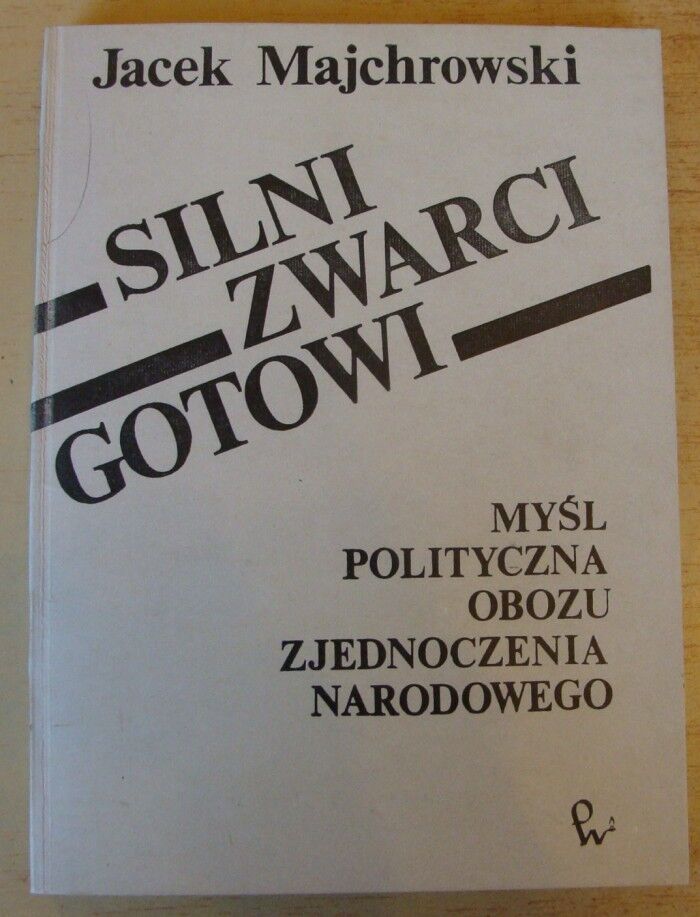 Jacek Majchrowski
SILNI
ZWARCI
GOTOWI
MYŚL
POLITYCZNA
OBOZU
ZJEDNOCZENIA
NARODOWEGO